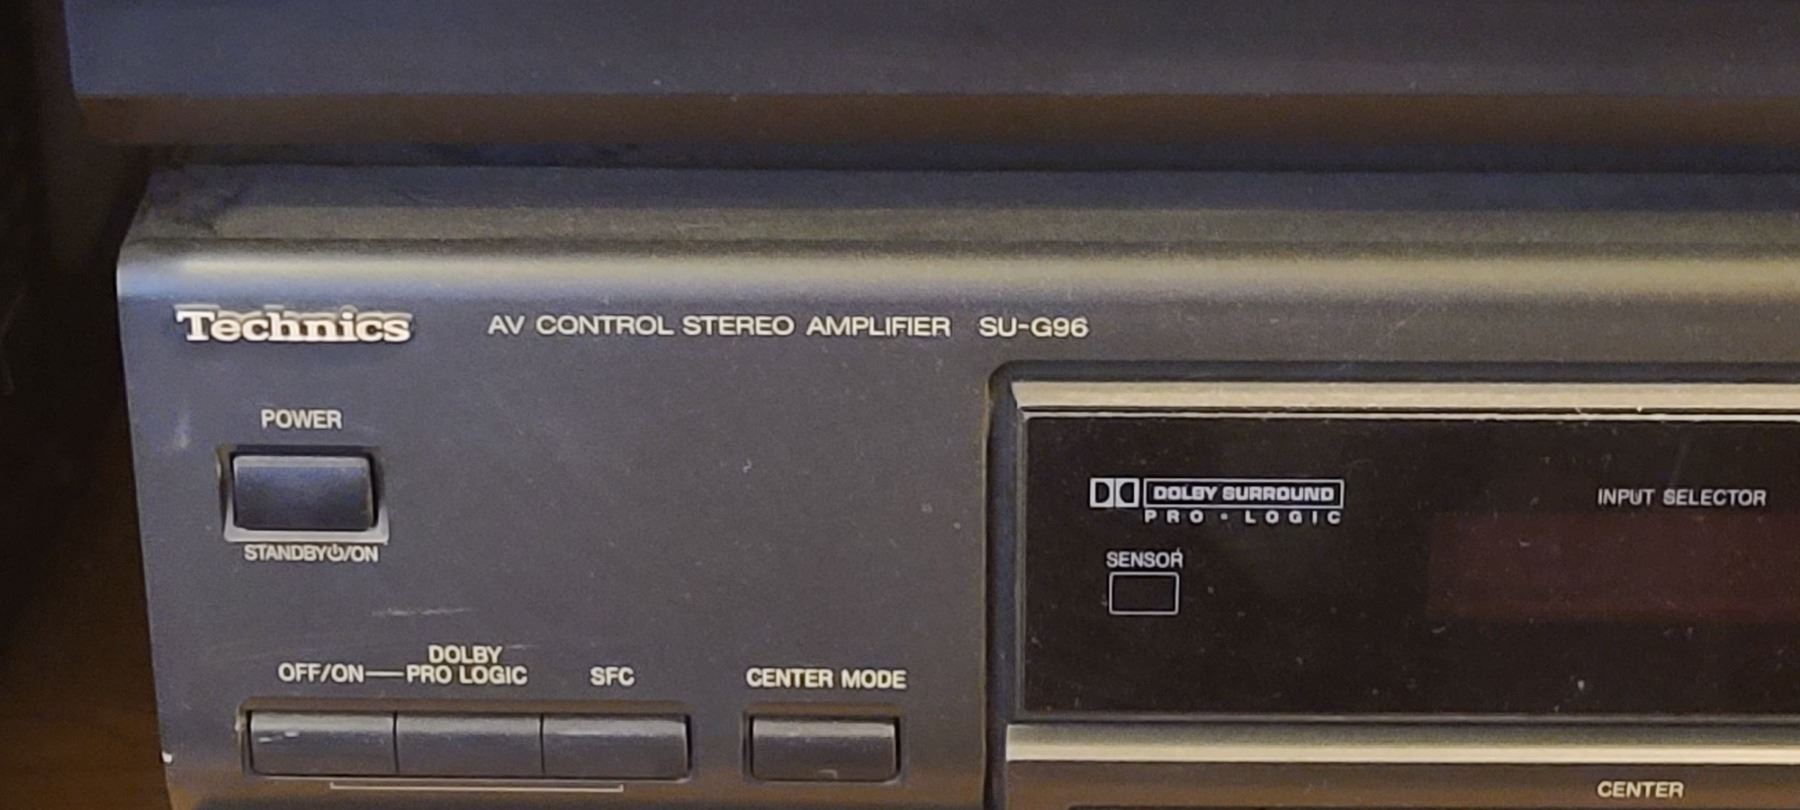 Technics
AV CONTROL STEREO AMPLIFIER SU-G96
POWER
STANDBY⏻/ON
DOLBY SURROUND
PRO·LOGIC
INPUT SELECTOR
SENSOR
OFF/ON—DOLBY PRO LOGIC
SFC
CENTER MODE
CENTER